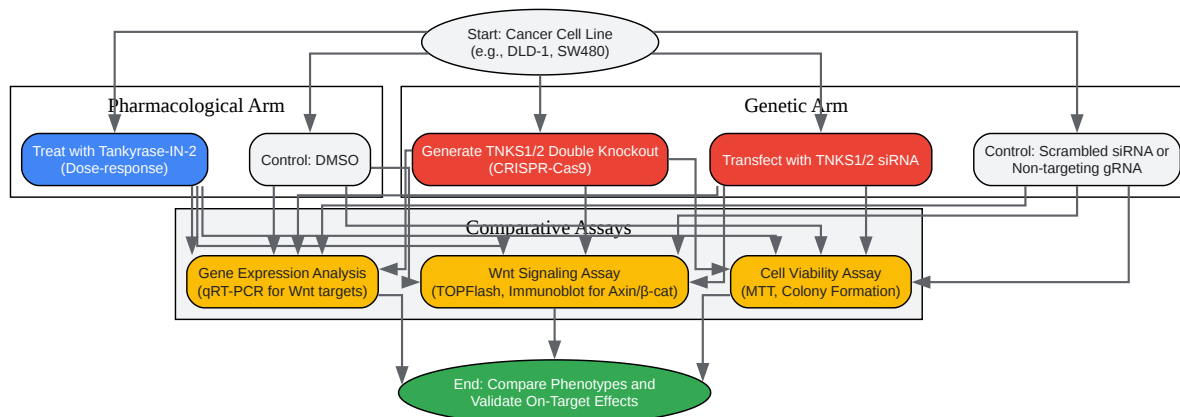 Start: Cancer Cell Line
(e.g., DLD-1, SW480)
Pharmacological Arm
Genetic Arm
Treat with Tankyrase-IN-2
(Dose-response)
Control: DMSO
Generate TNKS1/2 Double Knockout
(CRISPR-Cas9)
Transfect with TNKS1/2 siRNA
Control: Scrambled siRNA or
Non-targeting gRNA
Comparative Assays
Gene Expression Analysis
(qRT-PCR for Wnt targets)
Wnt Signaling Assay
(TOPFlash, Immunoblot for Axin/β-cat)
Cell Viability Assay
(MTT, Colony Formation)
End: Compare Phenotypes and
Validate On-Target Effects